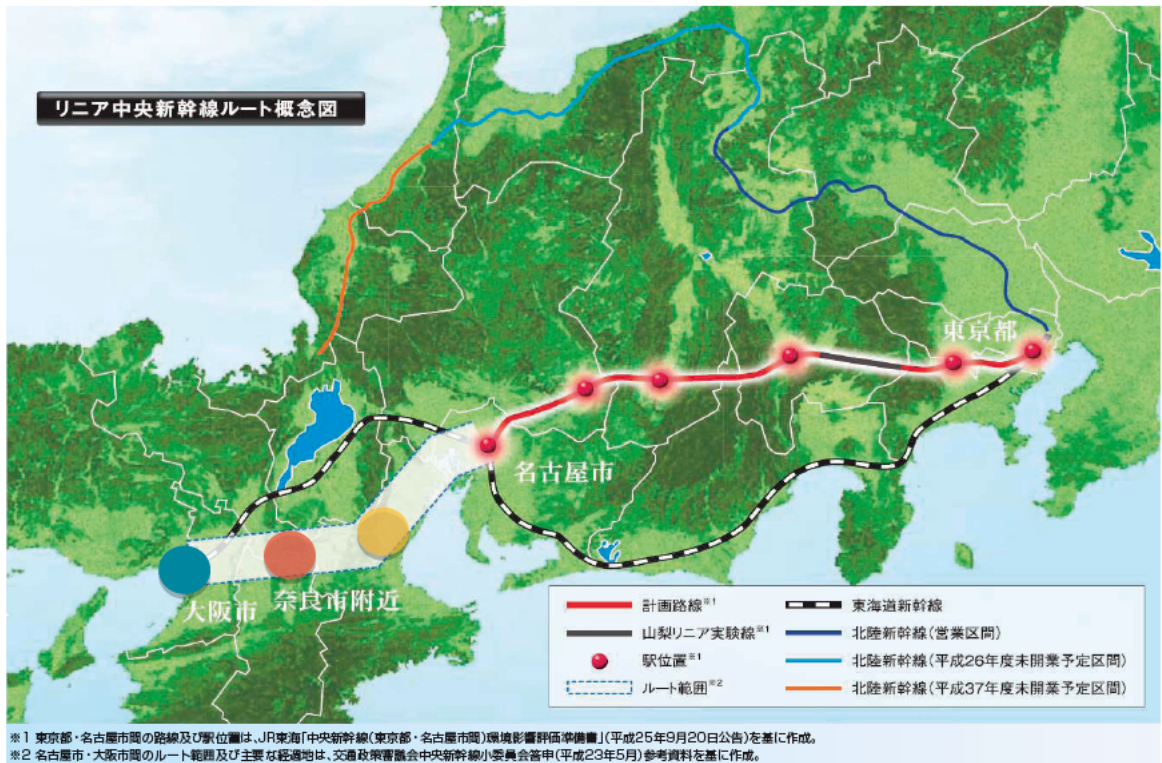 リニア中央新幹線ルート概念図
東京都
名古屋市
大阪市
奈良市附近
計画路線※1
山梨リニア実験線※1
駅位置※1
ルート範囲※2
東海道新幹線
北陸新幹線(営業区間)
北陸新幹線(平成26年度末開業予定区間)
北陸新幹線(平成37年度末開業予定区間)
※1 東京都・名古屋市間の路線及び駅位置は、JR東海「中央新幹線(東京都・名古屋市間)環境影響評価準備書」(平成25年9月20日公告)を基に作成。
※2 名古屋市・大阪市間のルート範囲及び主要な経過地は、交通政策審議会中央新幹線小委員会答申(平成23年5月)参考資料を基に作成。